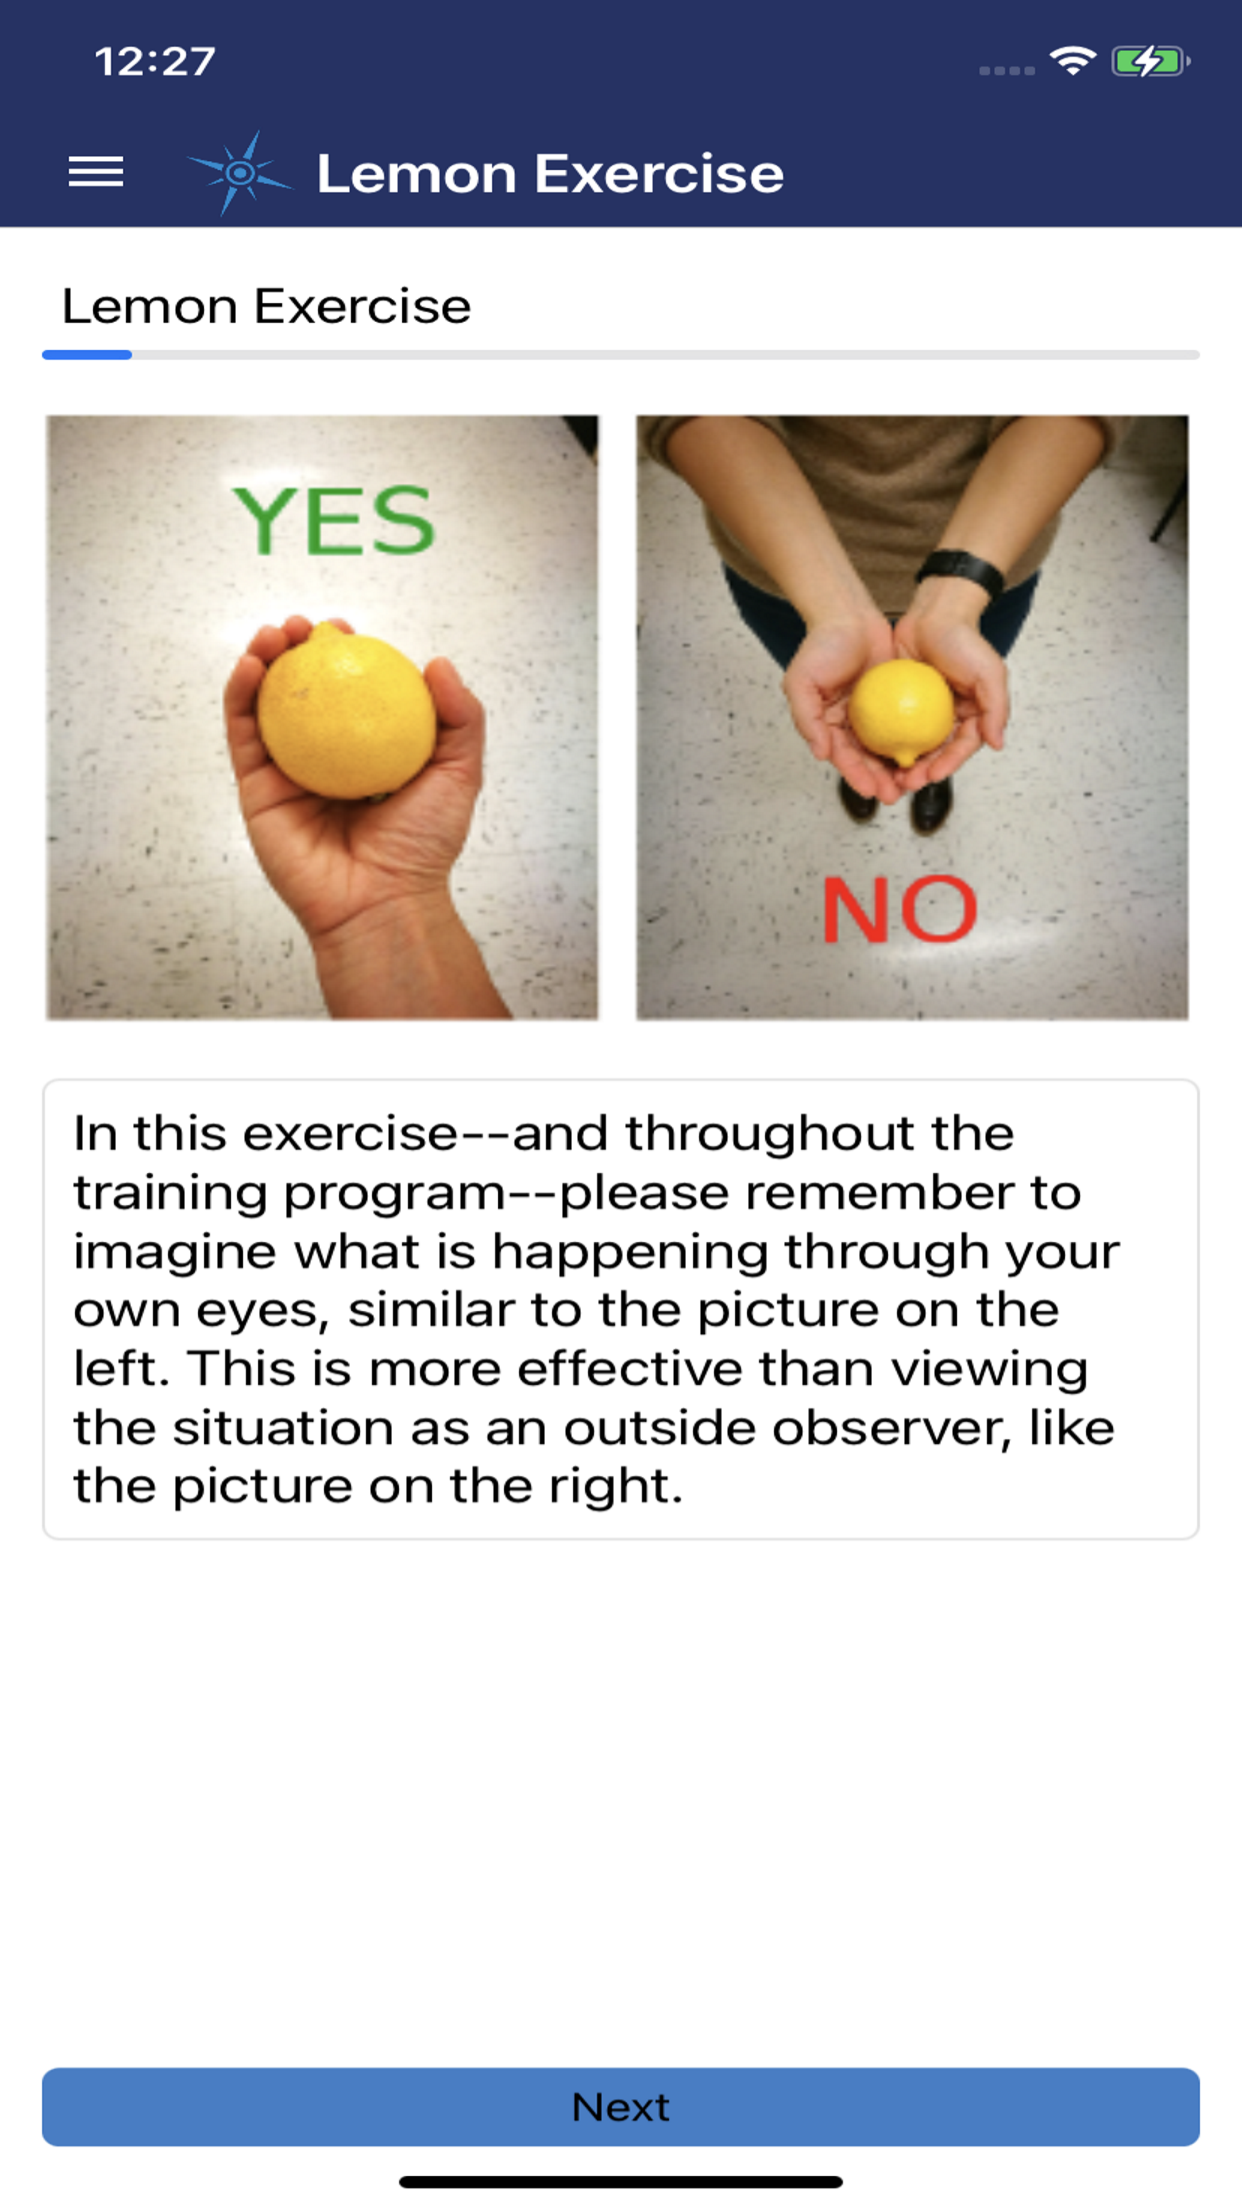 12:27
Lemon Exercise
Lemon Exercise
YES
NO
In this exercise--and throughout the
training program--please remember to
imagine what is happening through your
own eyes, similar to the picture on the
left. This is more effective than viewing
the situation as an outside observer, like
the picture on the right.
Next